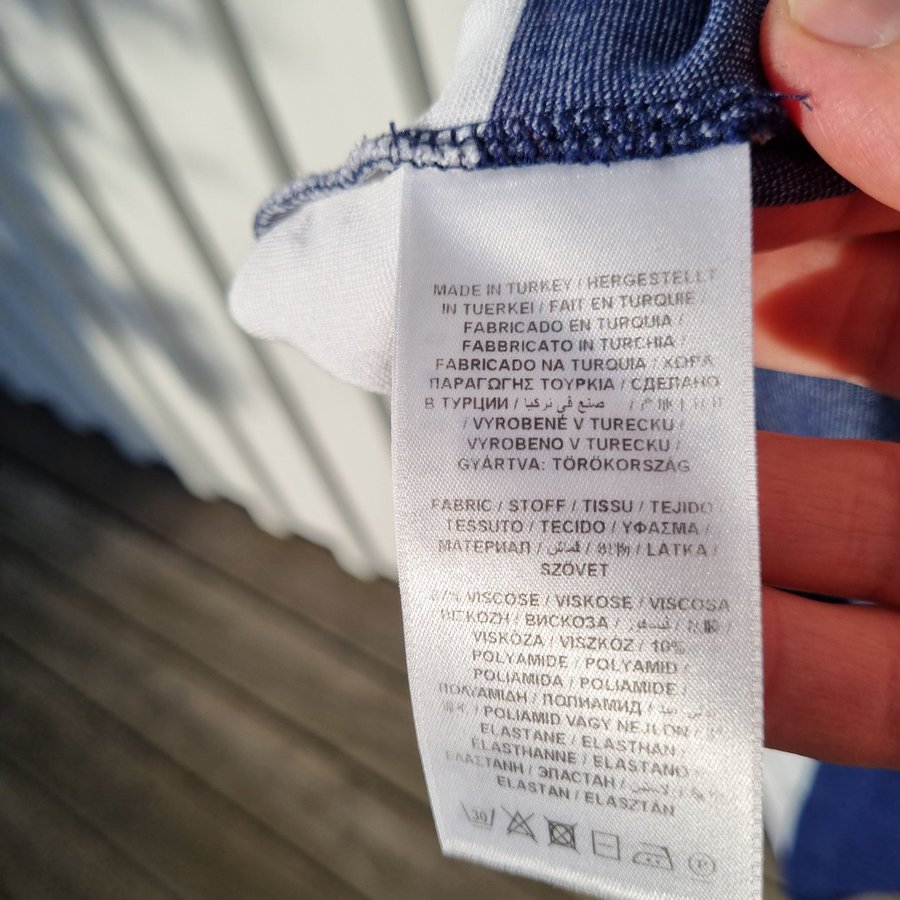 MADE IN TURKEY / HERGESTELLT
IN TUERKEI / FAIT EN TURQUIE
FABRICADO EN TURQUIA /
FABBRICATO IN TURCHIA /
FABRICADO NA TURQUIA / ΧΩΡΑ
ΠΑΡΑΓΩΓΗΣ ΤΟΥΡΚΙΑ / СДЕЛАНО
В ТУРЦИИ / صنع في تركيا /
/ VYROBENÉ V TURECKU /
VYROBENO V TURECKU /
GYÁRTVA: TÖRÖKORSZÁG
FABRIC / STOFF / TISSU / TEJIDO
TESSUTO / TECIDO / ΥΦΑΣΜΑ /
МАТЕРИАЛ / قماش / / LATKA /
SZÖVET
VISCOSE / VISKOSE / VISCOSA
/ ВИСКОЗА /
VISKÓZA / VISZKÓZ / 10%
POLYAMIDE / POLYAMID /
POLIAMIDA / POLIAMIDE /
ΠΟΛΥΑΜΙΔΗ / ПОЛИАМИД /
/ POLIAMID VAGY NEJLON /
ELASTANE / ELASTHAN /
ELASTHANNE / ELASTANO
ΕΛΑΣΤΑΝΗ / ЭЛАСТАН /
ELASTAN / ELASZTÁN
30
P